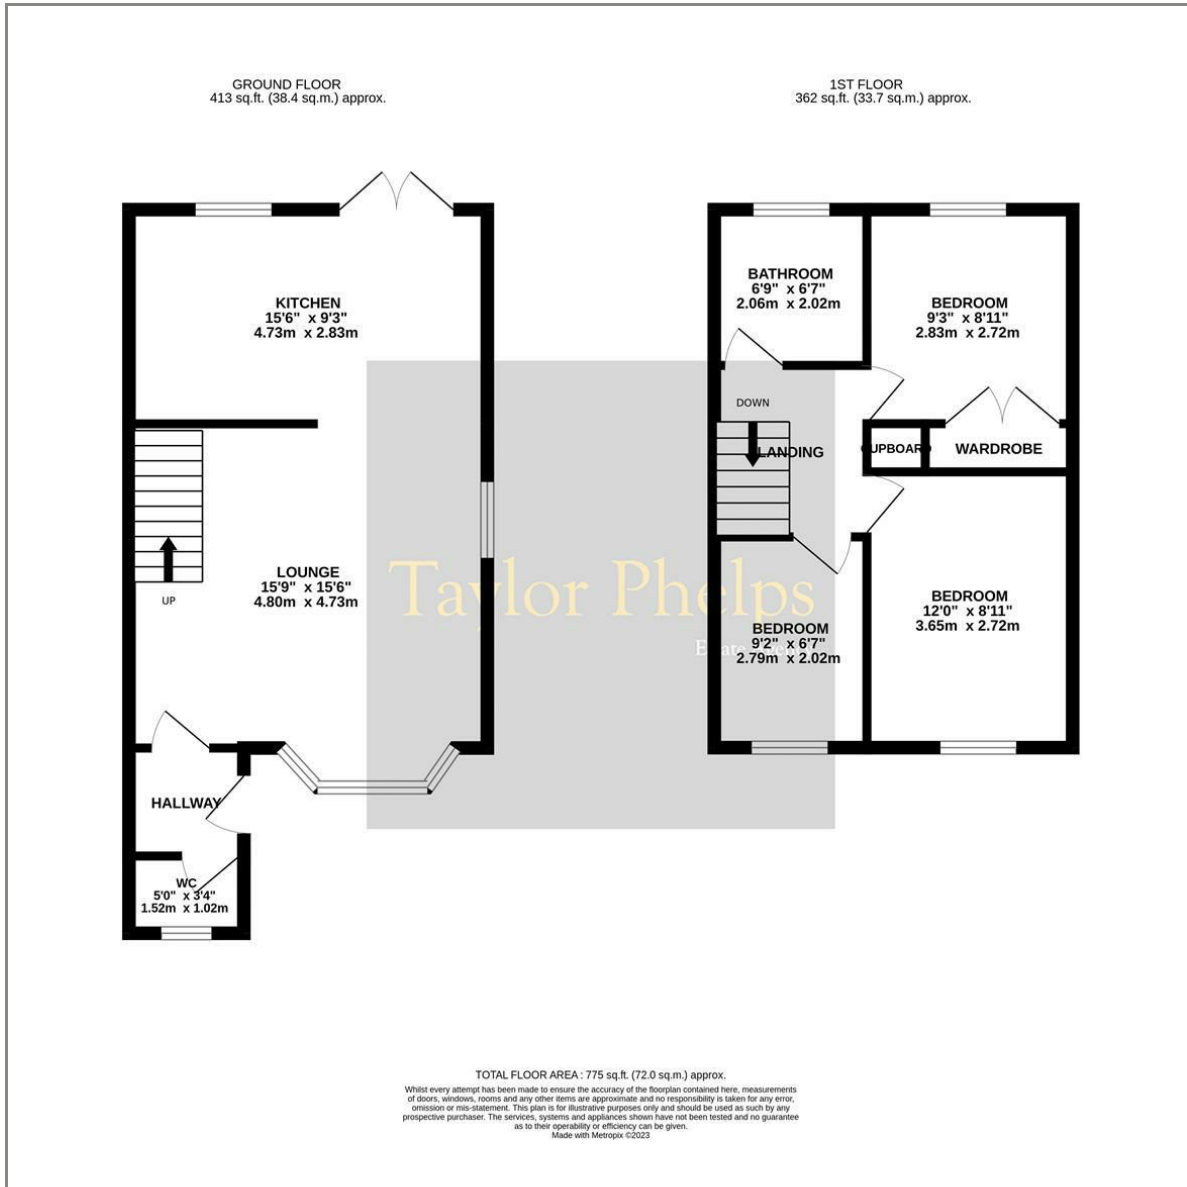 GROUND FLOOR
413 sq.ft. (38.4 sq.m.) approx.
1ST FLOOR
362 sq.ft. (33.7 sq.m.) approx.
KITCHEN
15'6" x 9'3"
4.73m x 2.83m
BATHROOM
6'9" x 6'7"
2.06m x 2.02m
BEDROOM
9'3" x 8'11"
2.83m x 2.72m
DOWN
LANDING
CUPBOARD
WARDROBE
UP
LOUNGE
15'9" x 15'6"
4.80m x 4.73m
Taylor Phelps
BEDROOM
9'2" x 6'7"
2.79m x 2.02m
BEDROOM
12'0" x 8'11"
3.65m x 2.72m
HALLWAY
WC
5'0" x 3'4"
1.52m x 1.02m
TOTAL FLOOR AREA : 775 sq.ft. (72.0 sq.m.) approx.
Whilst every attempt has been made to ensure the accuracy of the floorplan contained here, measurements
of doors, windows, rooms and any other items are approximate and no responsibility is taken for any error,
omission or mis-statement. This plan is for illustrative purposes only and should be used as such by any
prospective purchaser. The services, systems and appliances shown have not been tested and no guarantee
as to their operability or efficiency can be given.
Made with Metropix ©2023